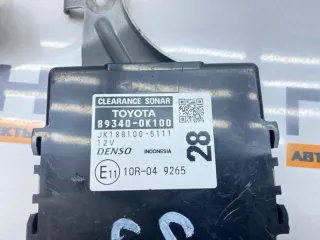 CLEARANCE SONAR
TOYOTA
89340-0K100
JK188100-5111
12V
DENSO INDONESIA
28
E11 10R-04 9265